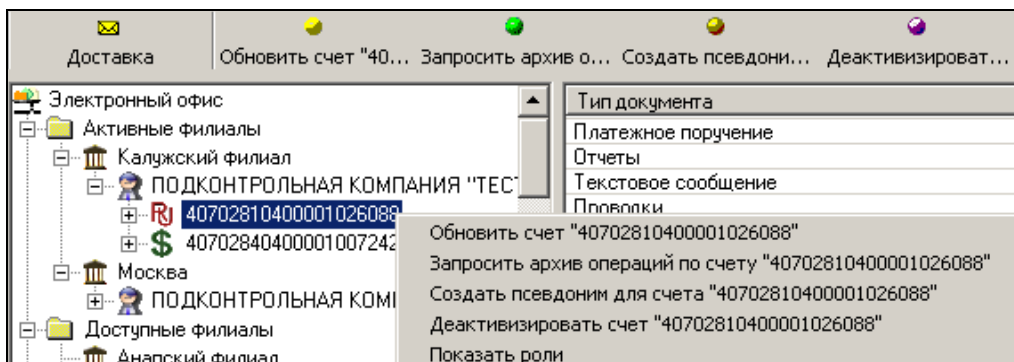 Доставка
Обновить счет "40... Запросить архив о... Создать псевдони... Деактивизироват...
Электронный офис
Активные филиалы
Калужский филиал
ПОДКОНТРОЛЬНАЯ КОМПАНИЯ "ТЕС
40702810400001026088
40702840400001007242
Москва
ПОДКОНТРОЛЬНАЯ КОМ
Доступные филиалы
Анапский филиал
Тип документа
Платежное поручение
Отчеты
Текстовое сообщение
Проводки
Обновить счет "40702810400001026088"
Запросить архив операций по счету "40702810400001026088"
Создать псевдоним для счета "40702810400001026088"
Деактивизировать счет "40702810400001026088"
Показать роли